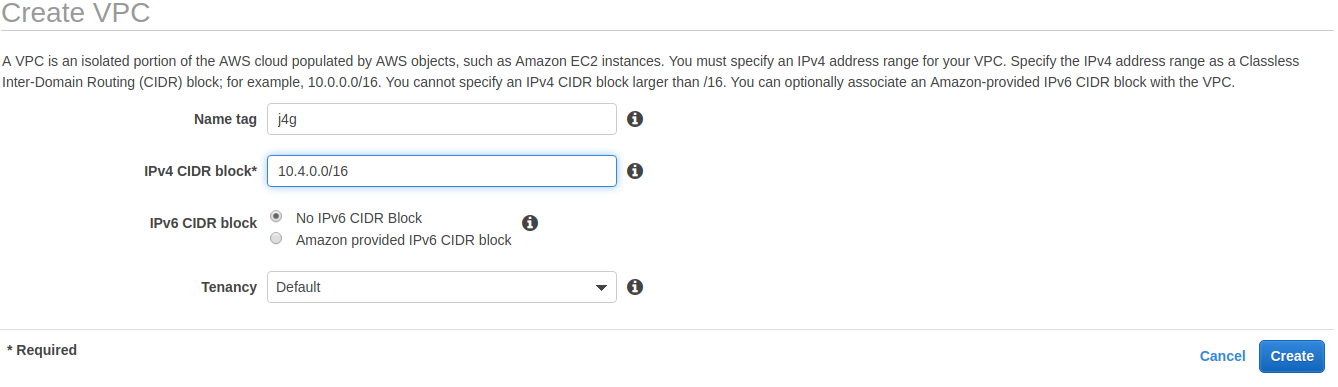 Create VPC
A VPC is an isolated portion of the AWS cloud populated by AWS objects, such as Amazon EC2 instances. You must specify an IPv4 address range for your VPC. Specify the IPv4 address range as a Classless
Inter-Domain Routing (CIDR) block; for example, 10.0.0.0/16. You cannot specify an IPv4 CIDR block larger than /16. You can optionally associate an Amazon-provided IPv6 CIDR block with the VPC.
Name tag j4g
IPv4 CIDR block* 10.4.0.0/16
IPv6 CIDR block No IPv6 CIDR Block
Amazon provided IPv6 CIDR block
Tenancy Default
* Required
Cancel Create